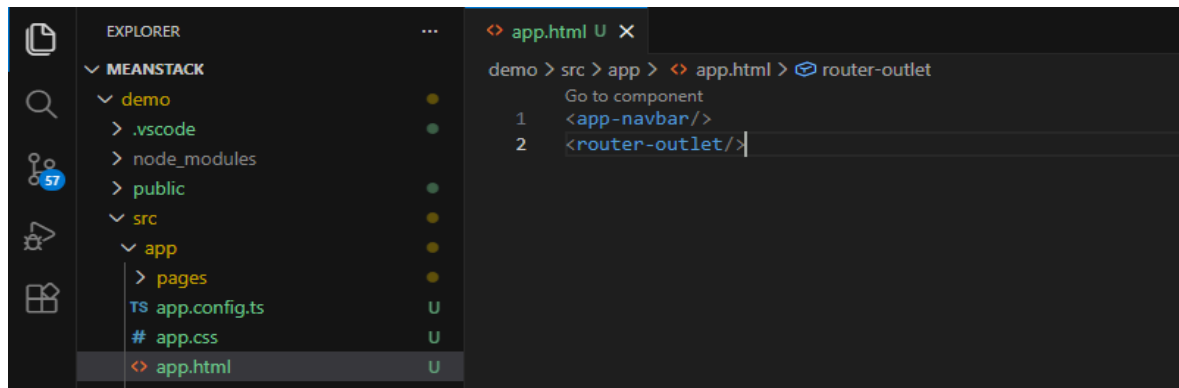 EXPLORER ...
MEANSTACK
demo
.vscode
node_modules
public
src
app
pages
TS app.config.ts U
# app.css U
<> app.html U
57
<> app.html U ×
demo > src > app > <> app.html > router-outlet
Go to component
1 <app-navbar/>
2 <router-outlet/>